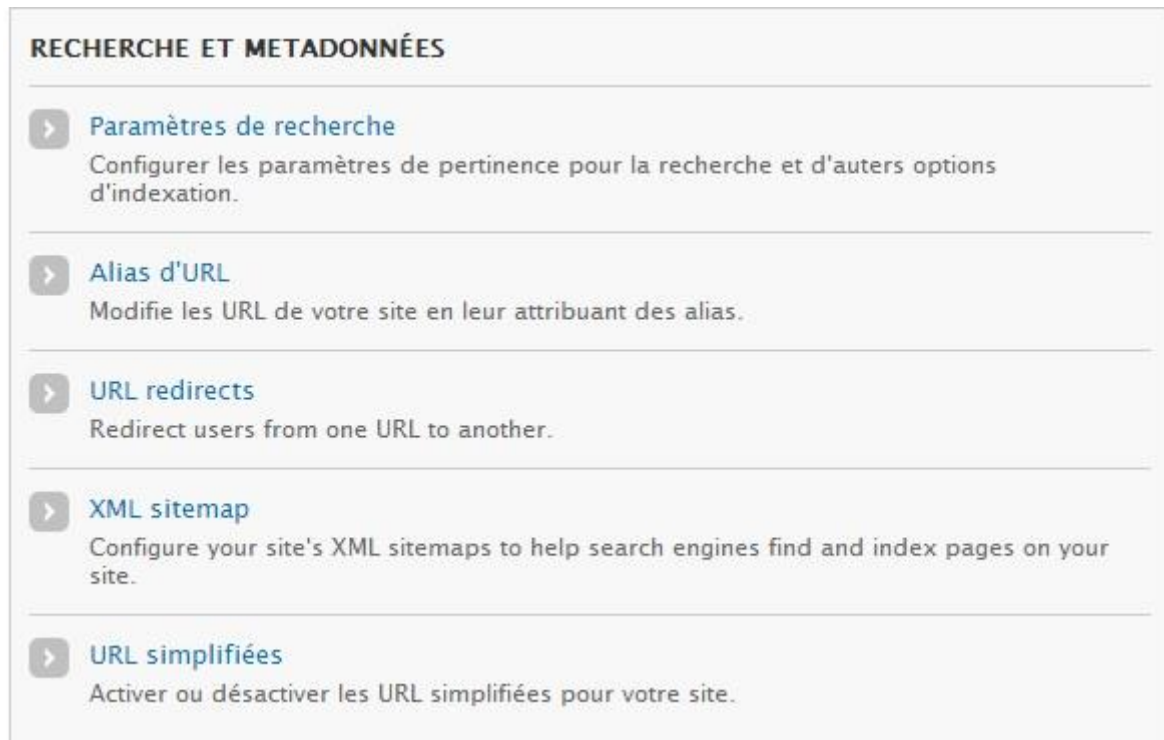 RECHERCHE ET METADONNÉES
Paramètres de recherche
Configurer les paramètres de pertinence pour la recherche et d'auters options
d'indexation.
Alias d'URL
Modifie les URL de votre site en leur attribuant des alias.
URL redirects
Redirect users from one URL to another.
XML sitemap
Configure your site's XML sitemaps to help search engines find and index pages on your
site.
URL simplifiées
Activer ou désactiver les URL simplifiées pour votre site.